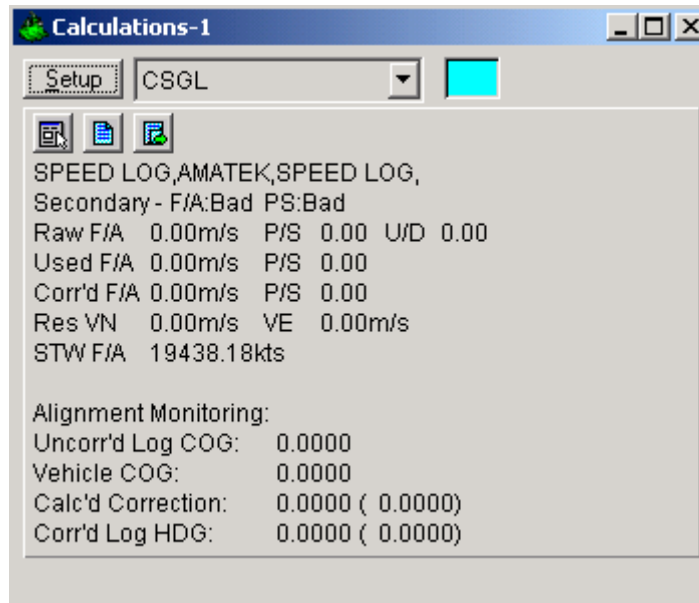 Calculations-1
Setup CSGL
SPEED LOG,AMATEK,SPEED LOG,
Secondary - F/A:Bad PS:Bad
Raw F/A 0.00m/s P/S 0.00 U/D 0.00
Used F/A 0.00m/s P/S 0.00
Corr'd F/A 0.00m/s P/S 0.00
Res VN 0.00m/s VE 0.00m/s
STW F/A 19438.18kts
Alignment Monitoring:
Uncorr'd Log COG: 0.0000
Vehicle COG: 0.0000
Calc'd Correction: 0.0000 ( 0.0000)
Corr'd Log HDG: 0.0000 ( 0.0000)